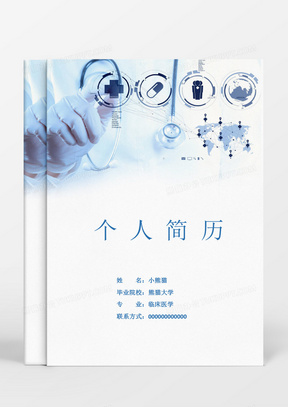 个人简历
姓　　名：小熊猫
毕业院校：熊猫大学
专　　业：临床医学
联系方式：000000000000